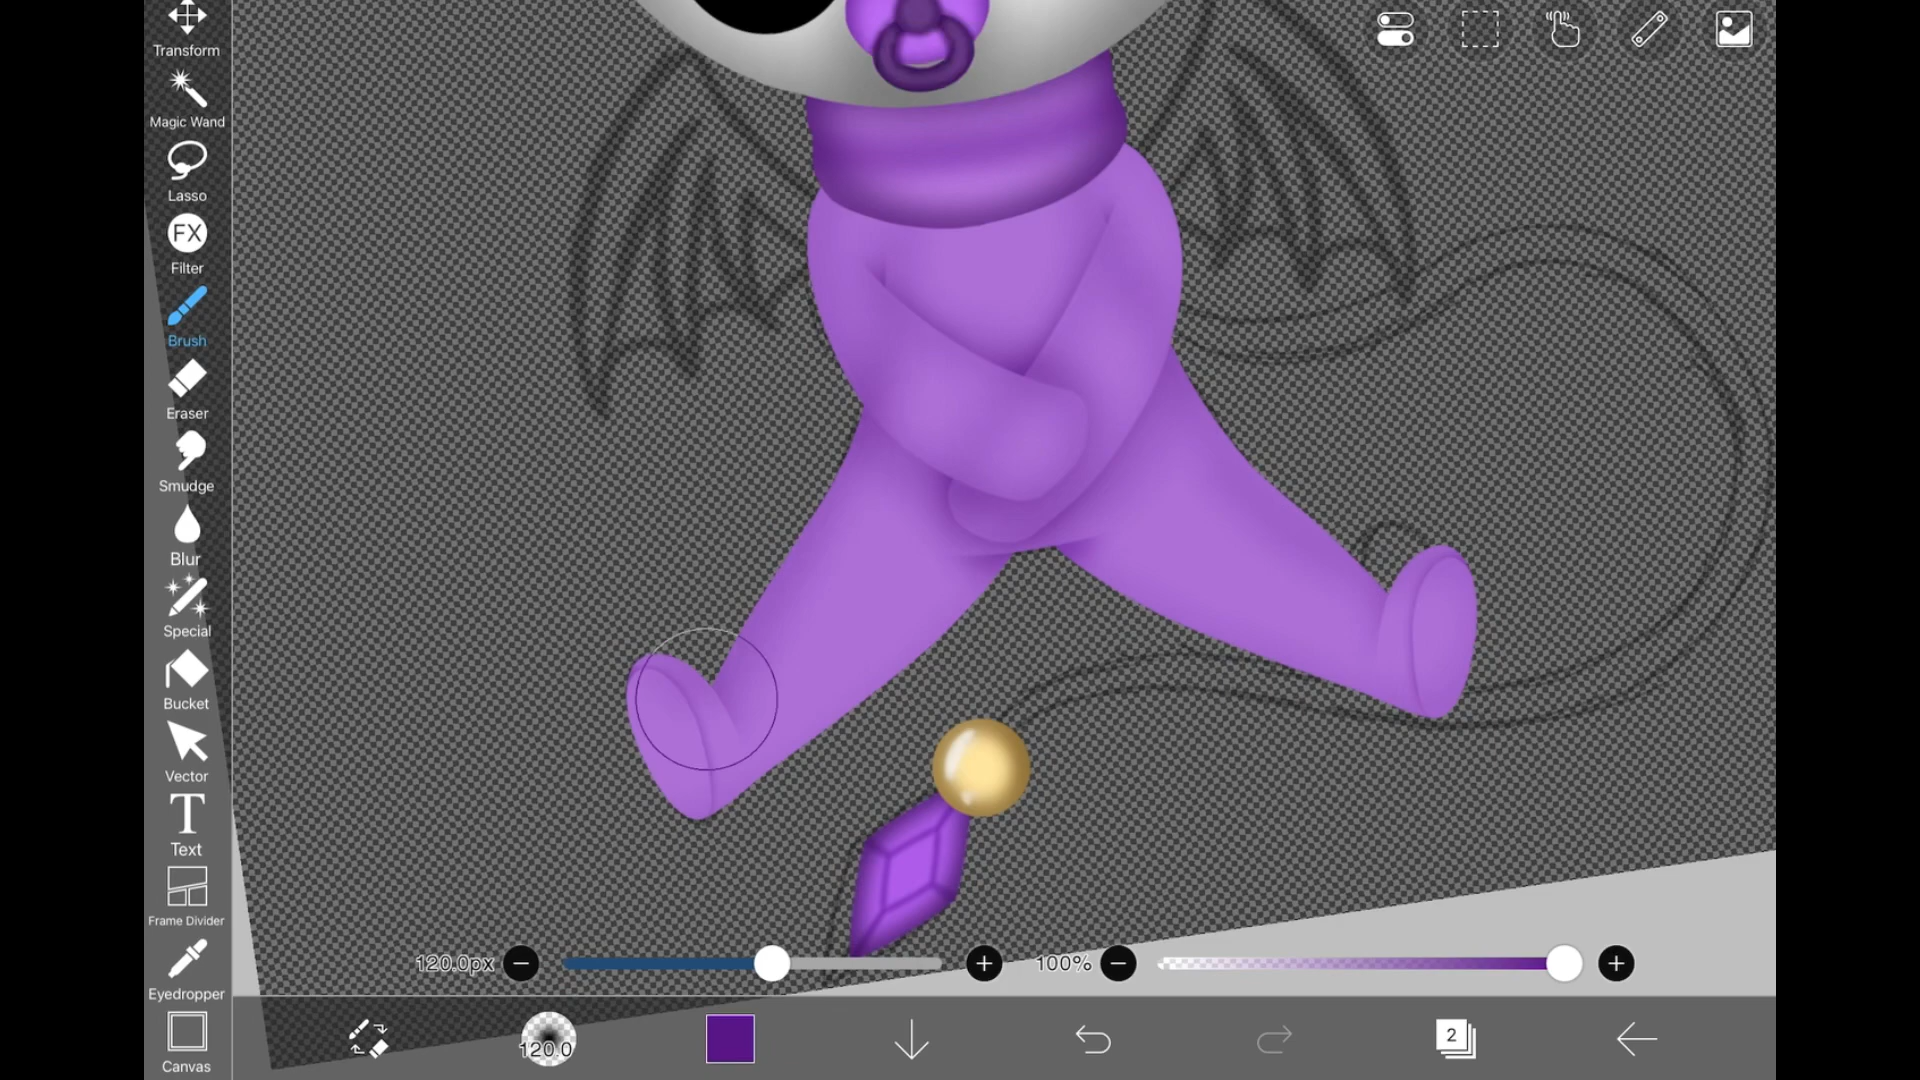 Transform
Magic Wand
Lasso
FX
Filter
Brush
Eraser
Smudge
Blur
Special
Bucket
Vector
T
Text
Frame Divider
Eyedropper
Canvas
120.0px
100%
120.0
2